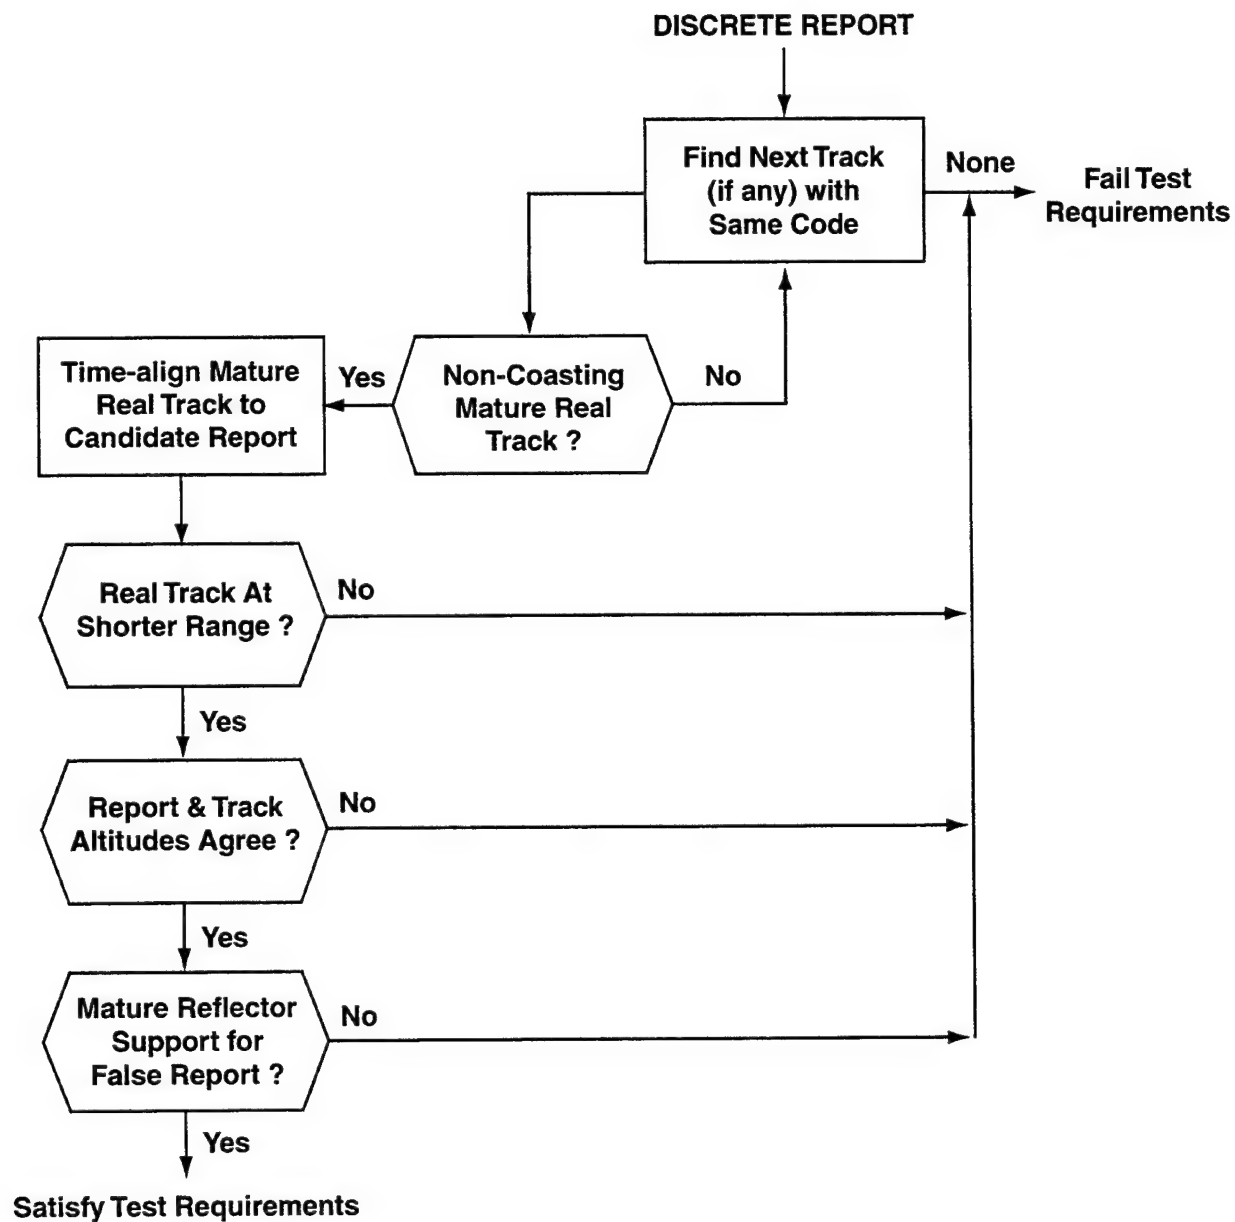 DISCRETE REPORT
Find Next Track
(if any) with
Same Code
None
Fail Test
Requirements
Time-align Mature
Real Track to
Candidate Report
Yes
Non-Coasting
Mature Real
Track ?
No
Real Track At
Shorter Range ?
No
Yes
Report & Track
Altitudes Agree ?
No
Yes
Mature Reflector
Support for
False Report ?
No
Yes
Satisfy Test Requirements